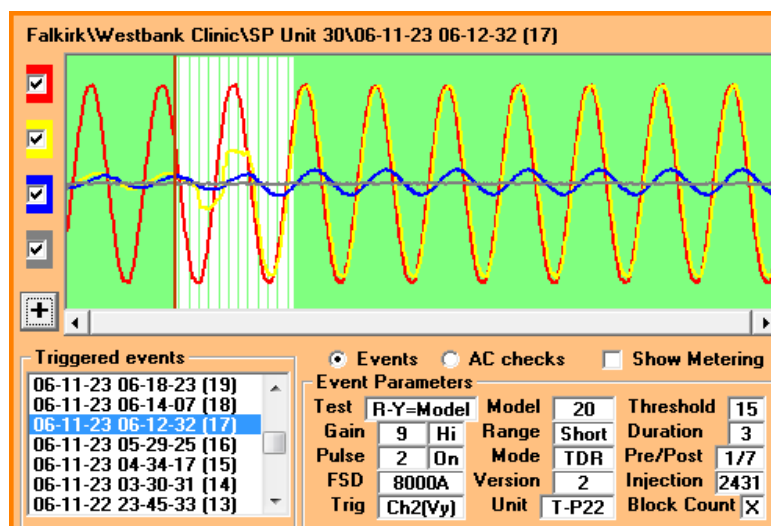 Falkirk\Westbank Clinic\SP Unit 30\06-11-23 06-12-32 (17)
+
Triggered events
06-11-23 06-18-23 (19)
06-11-23 06-14-07 (18)
06-11-23 06-12-32 (17)
06-11-23 05-29-25 (16)
06-11-23 04-34-17 (15)
06-11-23 03-30-31 (14)
06-11-22 23-45-33 (13)
Events AC checks Show Metering
Event Parameters
Test R-Y=Model Model 20 Threshold 15
Gain 9 Hi Range Short Duration 3
Pulse 2 On Mode TDR Pre/Post 1/7
FSD 8000A Version 2 Injection 2431
Trig Ch2(Vy) Unit T-P22 Block Count X